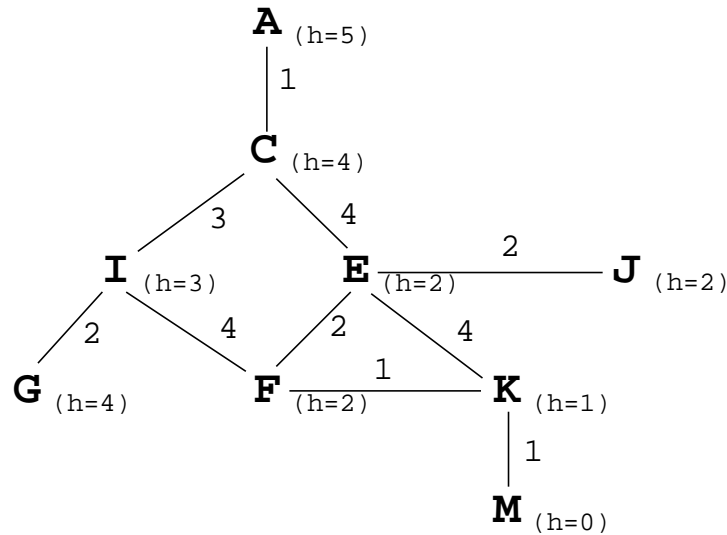 A (h=5)
1
C (h=4)
3 4
2
I (h=3) E (h=2) J (h=2)
2 4 2 4
1
G (h=4) F (h=2) K (h=1)
1
M (h=0)